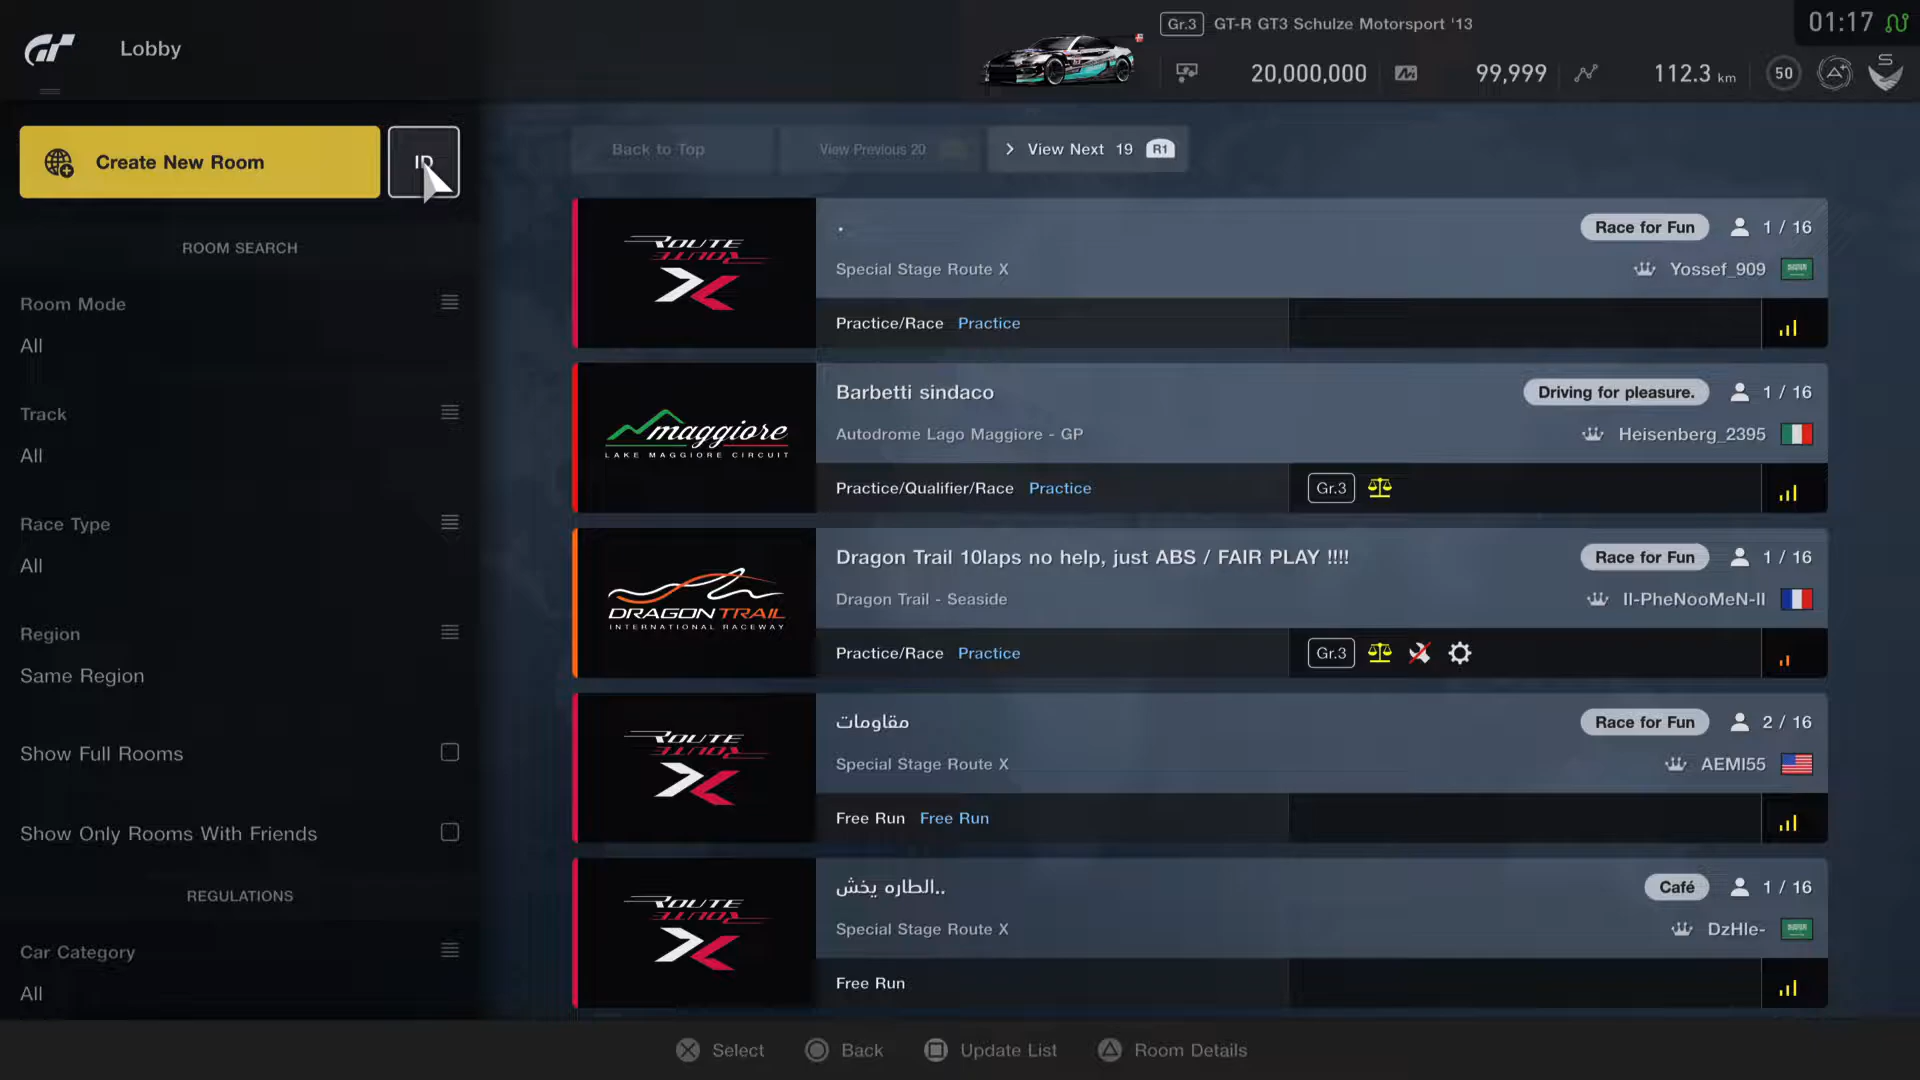 Lobby
Gr.3 GT-R GT3 Schulze Motorsport '13
01:17
20,000,000
99,999
112.3 km
50
A+
S
Create New Room
ID
ROOM SEARCH
Room Mode
All
Track
All
Race Type
All
Region
Same Region
Show Full Rooms
Show Only Rooms With Friends
REGULATIONS
Car Category
All
Back to Top
View Previous 20
View Next 19 R1
ROUTE
X
.
Race for Fun
1 / 16
Special Stage Route X
Yossef_909
Practice/Race Practice
maggiore
LAKE MAGGIORE CIRCUIT
Barbetti sindaco
Driving for pleasure.
1 / 16
Autodrome Lago Maggiore - GP
Heisenberg_2395
Practice/Qualifier/Race Practice
Gr.3
DRAGON TRAIL
INTERNATIONAL RACEWAY
Dragon Trail 10laps no help, just ABS / FAIR PLAY !!!!
Race for Fun
1 / 16
Dragon Trail - Seaside
II-PheNooMeN-II
Practice/Race Practice
Gr.3
ROUTE
X
مقاومات
Race for Fun
2 / 16
Special Stage Route X
AEMI55
Free Run Free Run
ROUTE
X
الطاره يخش..
Café
1 / 16
Special Stage Route X
DzHle-
Free Run
Select
Back
Update List
Room Details